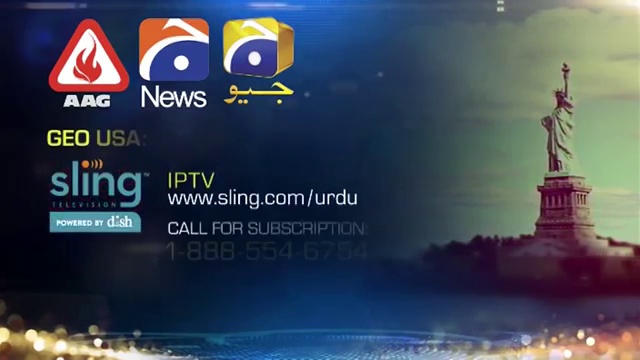 AAG
News
جیو
GEO USA:
sling
TELEVISION
POWERED BY dish
IPTV
www.sling.com/urdu
CALL FOR SUBSCRIPTION:
1-888-554-6754